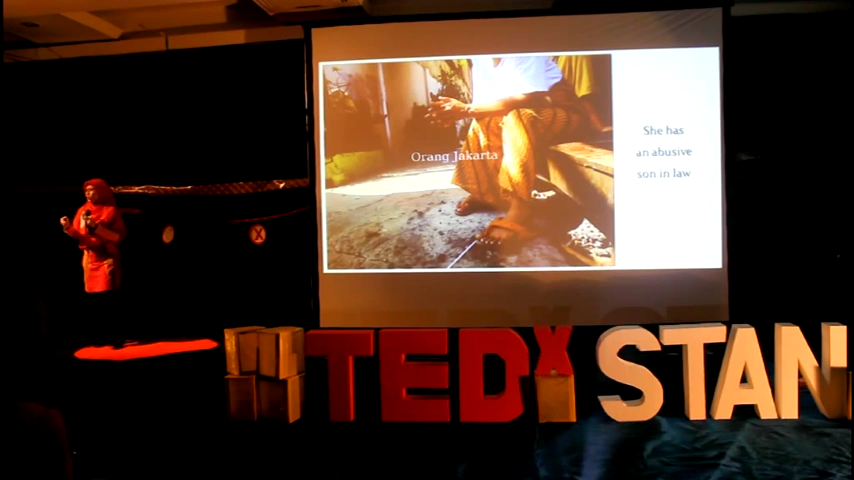 Orang Jakarta
She has
an abusive
son in law
X
TEDX STAN